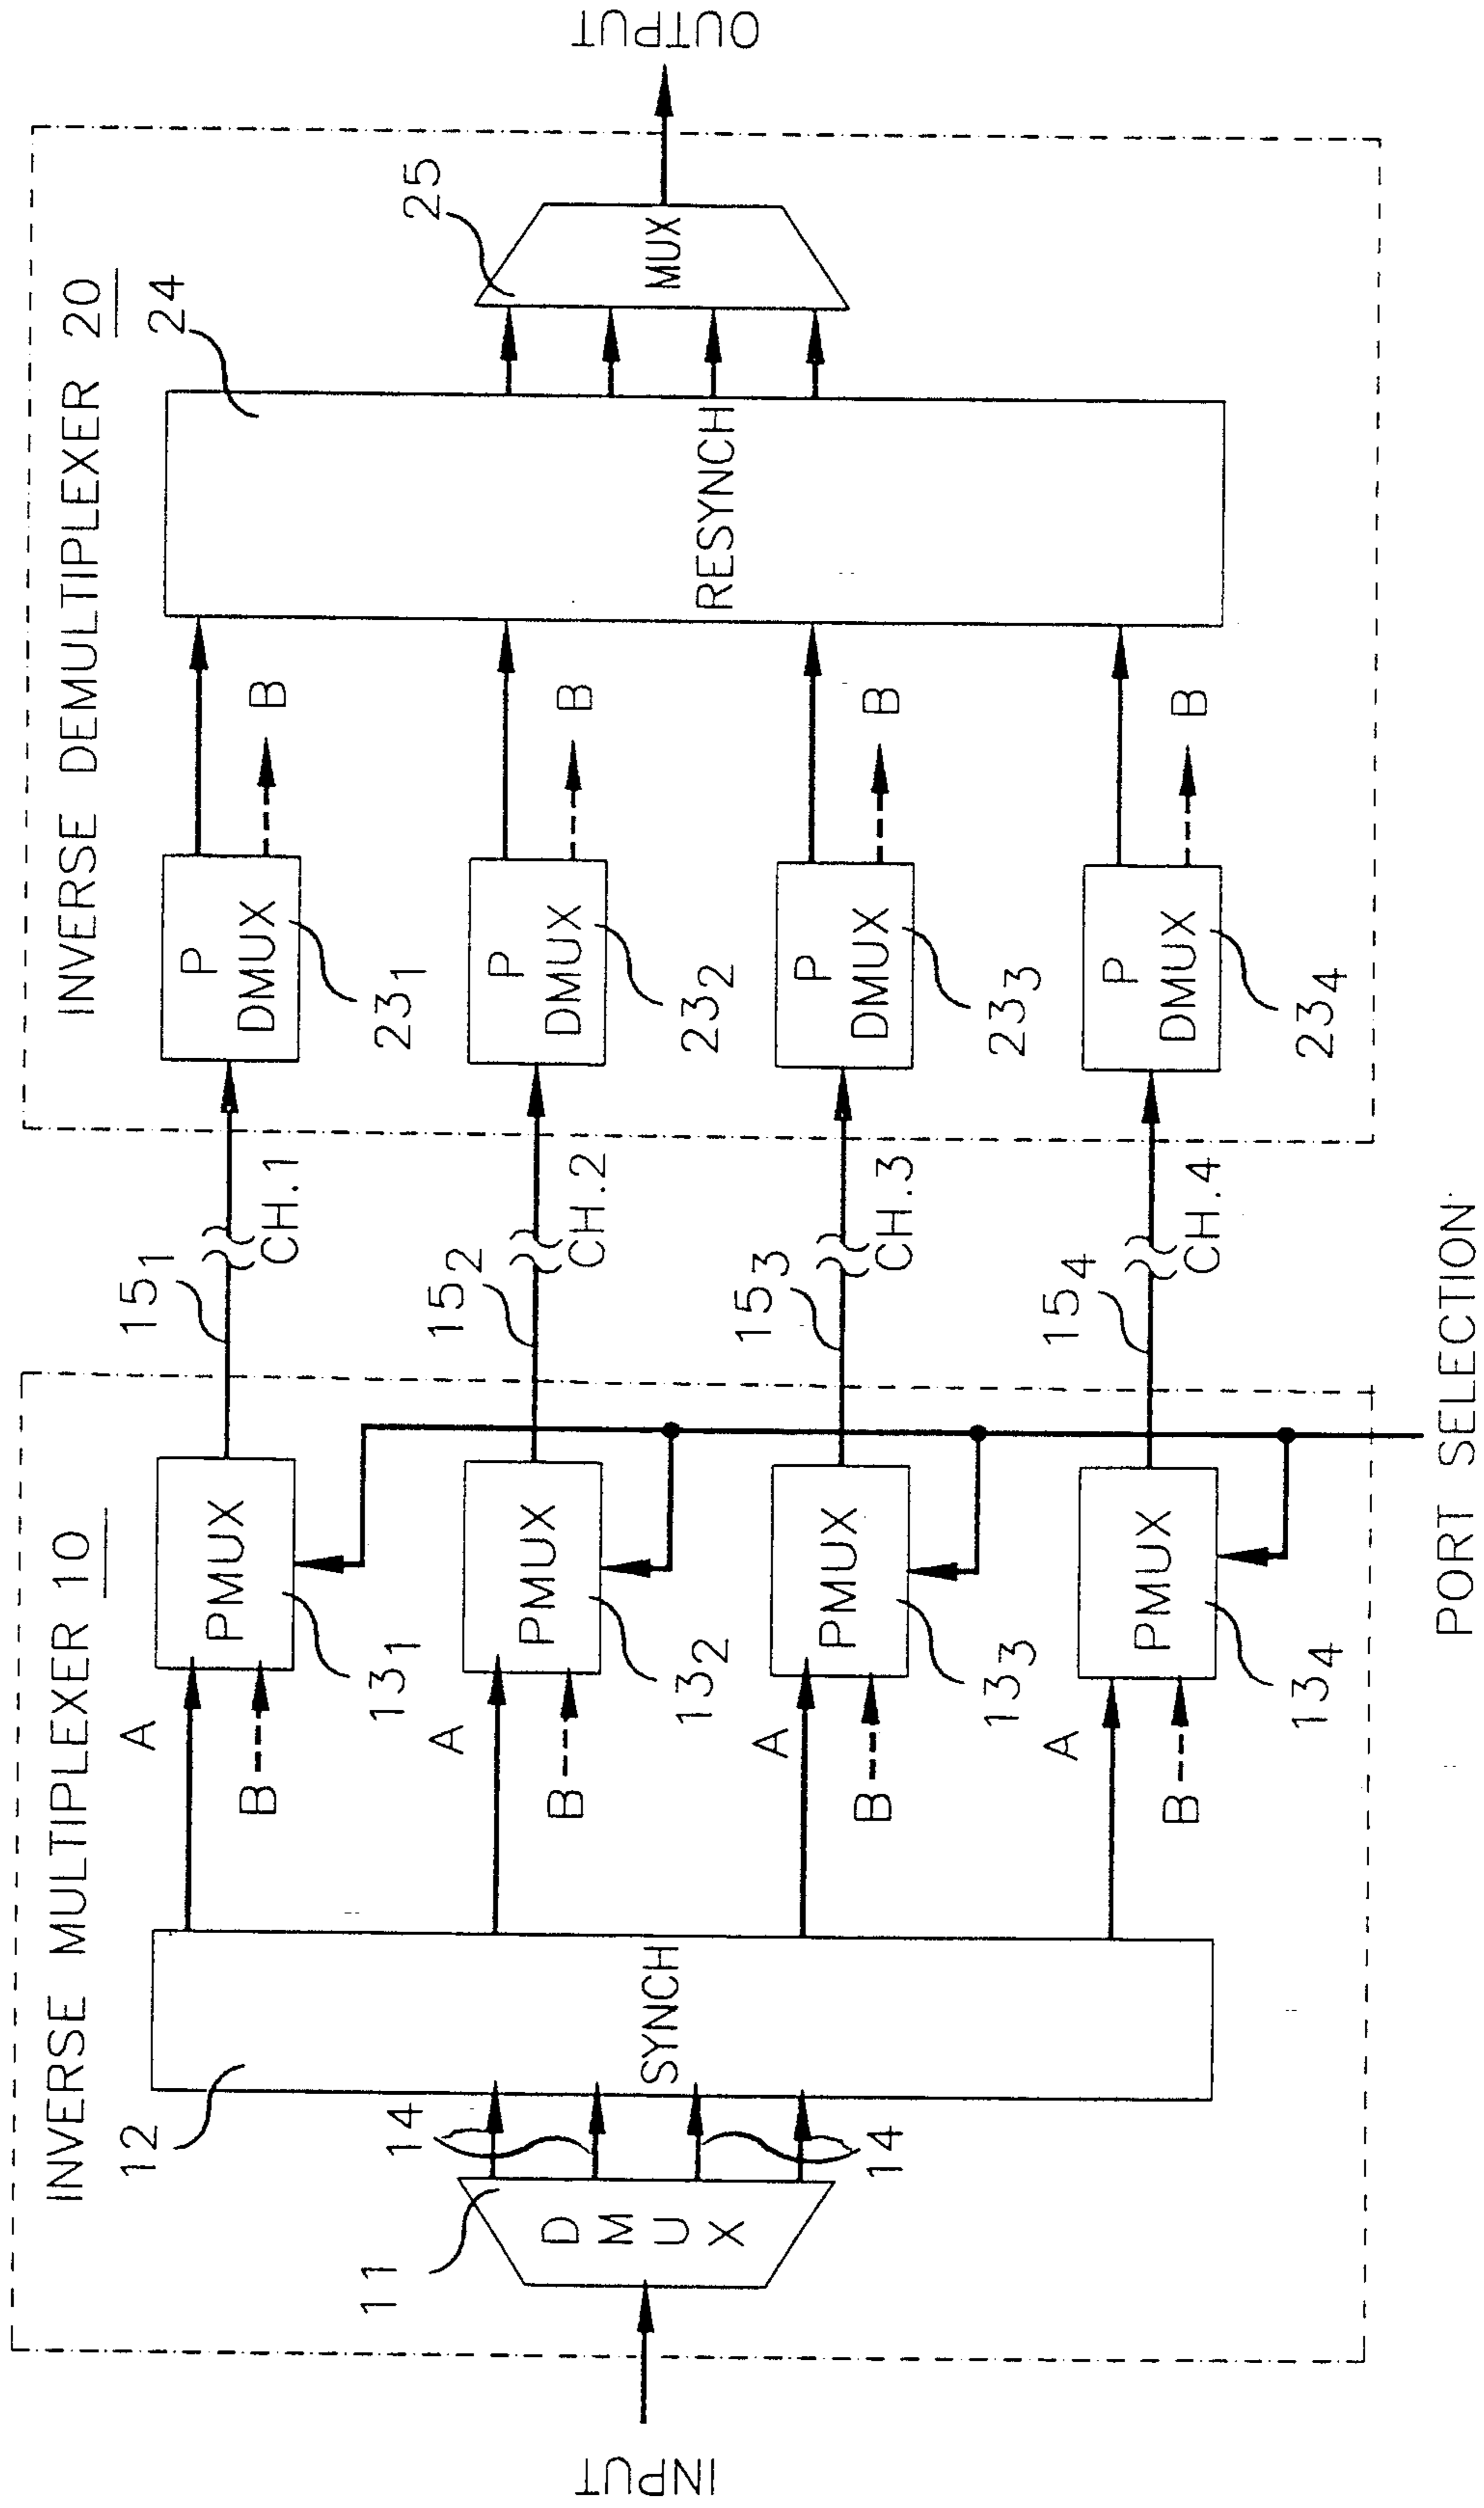 INVERSE MULTIPLEXER 10
INVERSE DEMULTIPLEXER 20
INPUT
11
D
M
U
X
14
14
12
SYNCH
A
B
PMUX
13₁
15₁
CH.1
P
DMUX
23₁
B
A
B
PMUX
13₂
15₂
CH.2
P
DMUX
23₂
B
A
B
PMUX
13₃
15₃
CH.3
P
DMUX
23₃
B
A
B
PMUX
13₄
15₄
CH.4
P
DMUX
23₄
B
PORT SELECTION
24
RESYNCH
25
MUX
OUTPUT